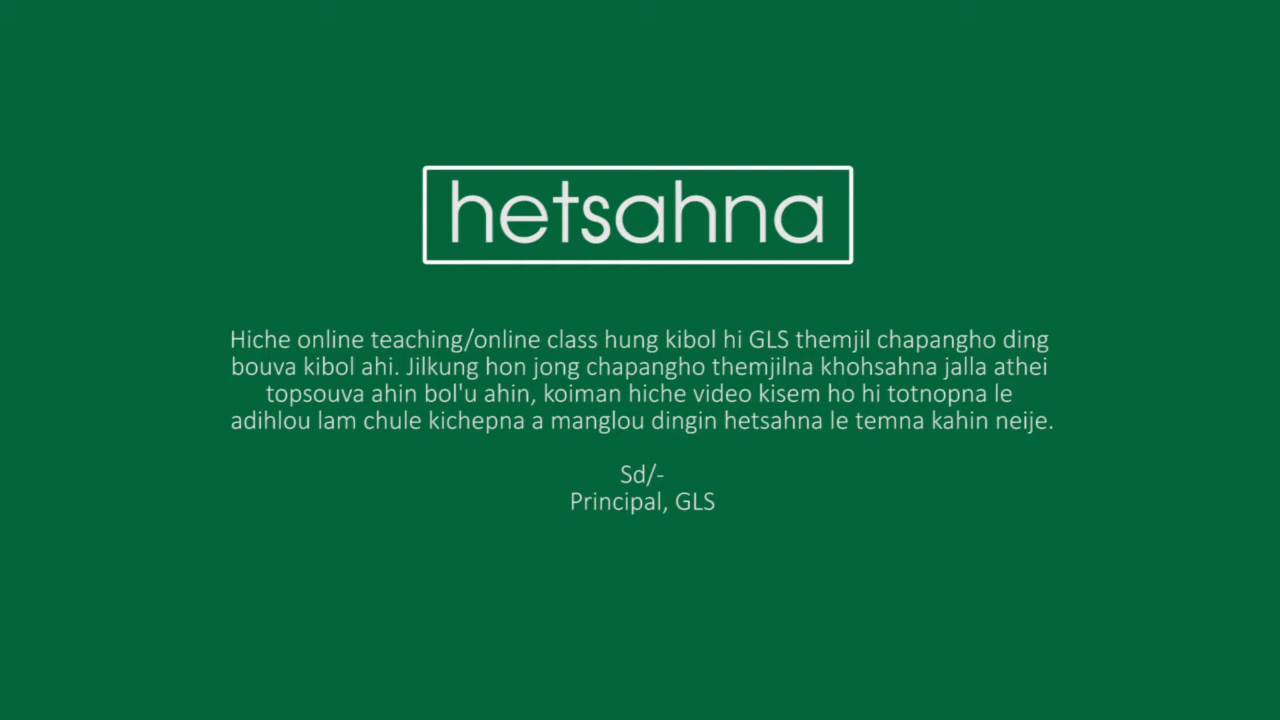 hetsahna
Hiche online teaching/online class hung kibol hi GLS themjil chapangho ding
bouva kibol ahi. Jilkung hon jong chapangho themjilna khohsahna jalla athei
topsouva ahin bol'u ahin, koiman hiche video kisem ho hi totnopna le
adihlou lam chule kichepna a manglou dingin hetsahna le temna kahin neije.
Sd/-
Principal, GLS